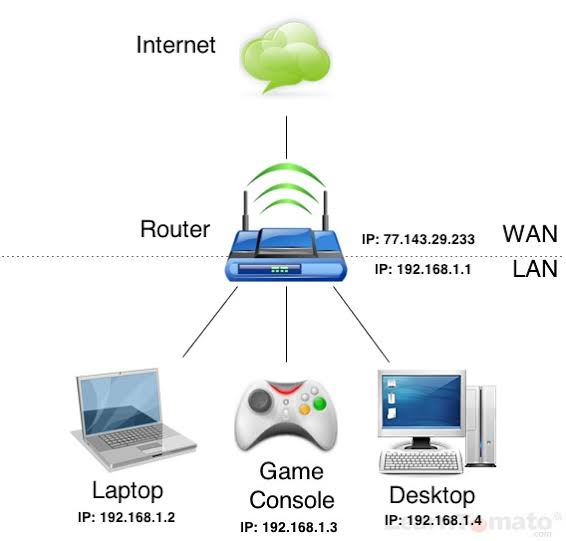 Internet
Router
IP: 77.143.29.233
WAN
IP: 192.168.1.1
LAN
Laptop
IP: 192.168.1.2
Game
Console
IP: 192.168.1.3
Desktop
IP: 192.168.1.4
.com